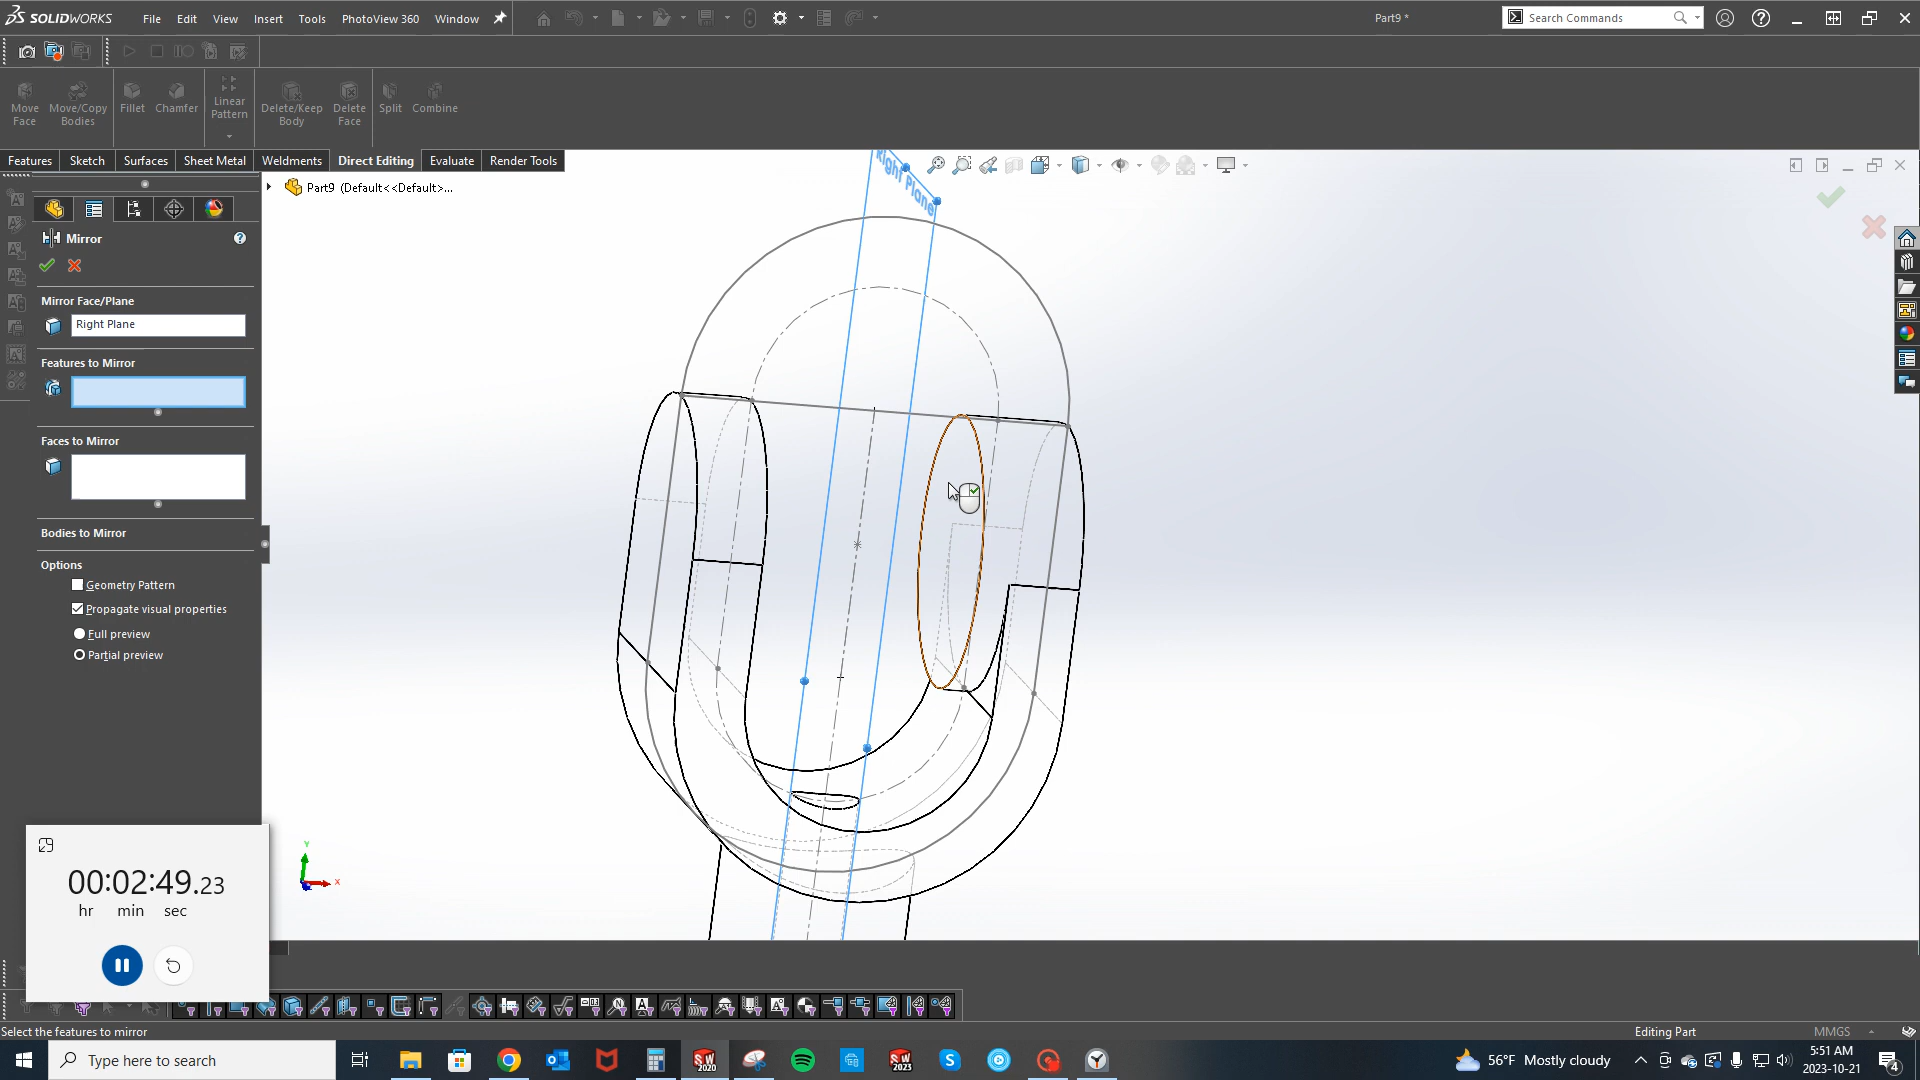 SOLIDWORKS File Edit View Insert Tools PhotoView 360 Window Part9 * Search Commands
Move Face Move/Copy Bodies Fillet Chamfer Linear Pattern Delete/Keep Body Delete Face Split Combine
Features Sketch Surfaces Sheet Metal Weldments Direct Editing Evaluate Render Tools
Part9 (Default<<Default>...
Right Plane
Mirror
Mirror Face/Plane
Right Plane
Features to Mirror
Faces to Mirror
Bodies to Mirror
Options
Geometry Pattern
Propagate visual properties
Full preview
Partial preview
00:02:49.23
hr min sec
Y
X
Select the features to mirror Editing Part MMGS
Type here to search 56°F Mostly cloudy 5:51 AM
2023-10-21
SW 2020
SW 2023
4